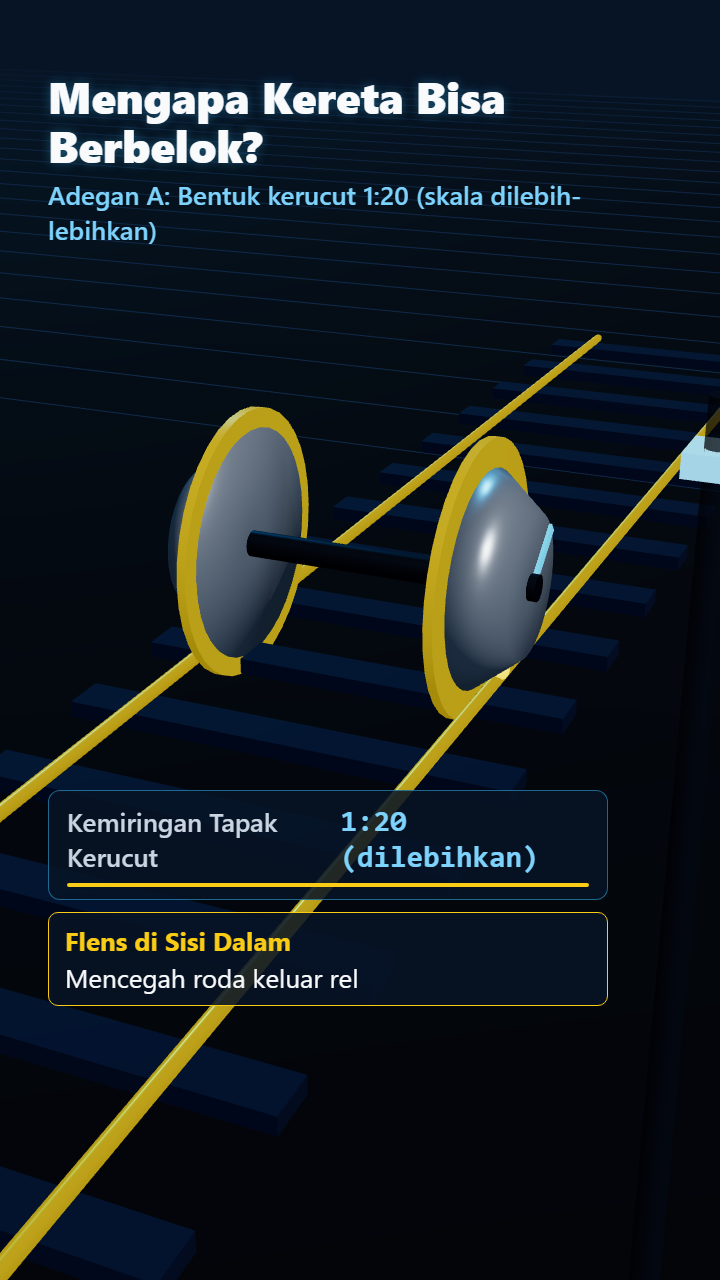 Mengapa Kereta Bisa
Berbelok?
Adegan A: Bentuk kerucut 1:20 (skala dilebih-
lebihkan)
Kemiringan Tapak 1:20
Kerucut (dilebihkan)
Flens di Sisi Dalam
Mencegah roda keluar rel